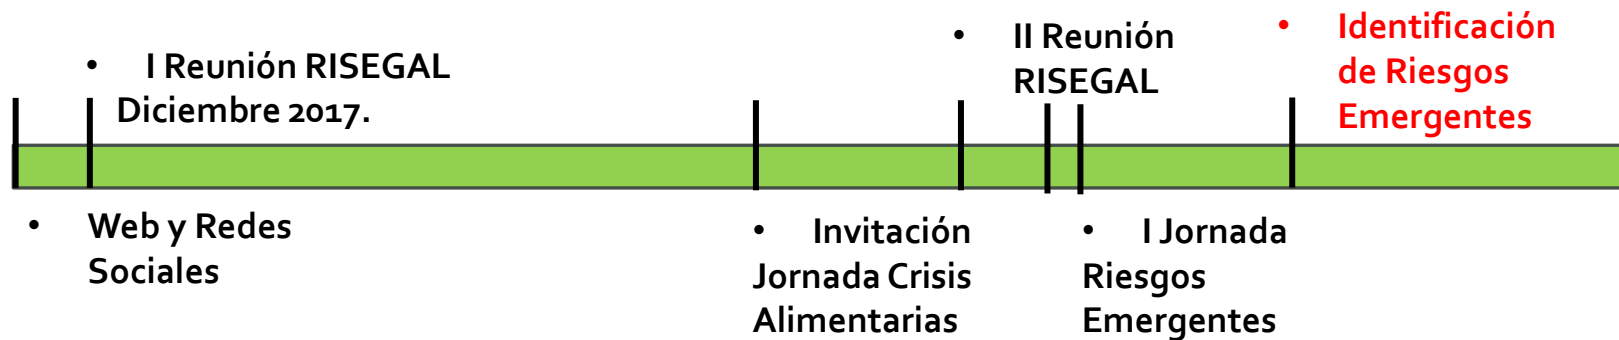 • I Reunión RISEGAL
Diciembre 2017.
• II Reunión
RISEGAL
• Identificación
de Riesgos
Emergentes
• Web y Redes
Sociales
• Invitación
Jornada Crisis
Alimentarias
• I Jornada
Riesgos
Emergentes